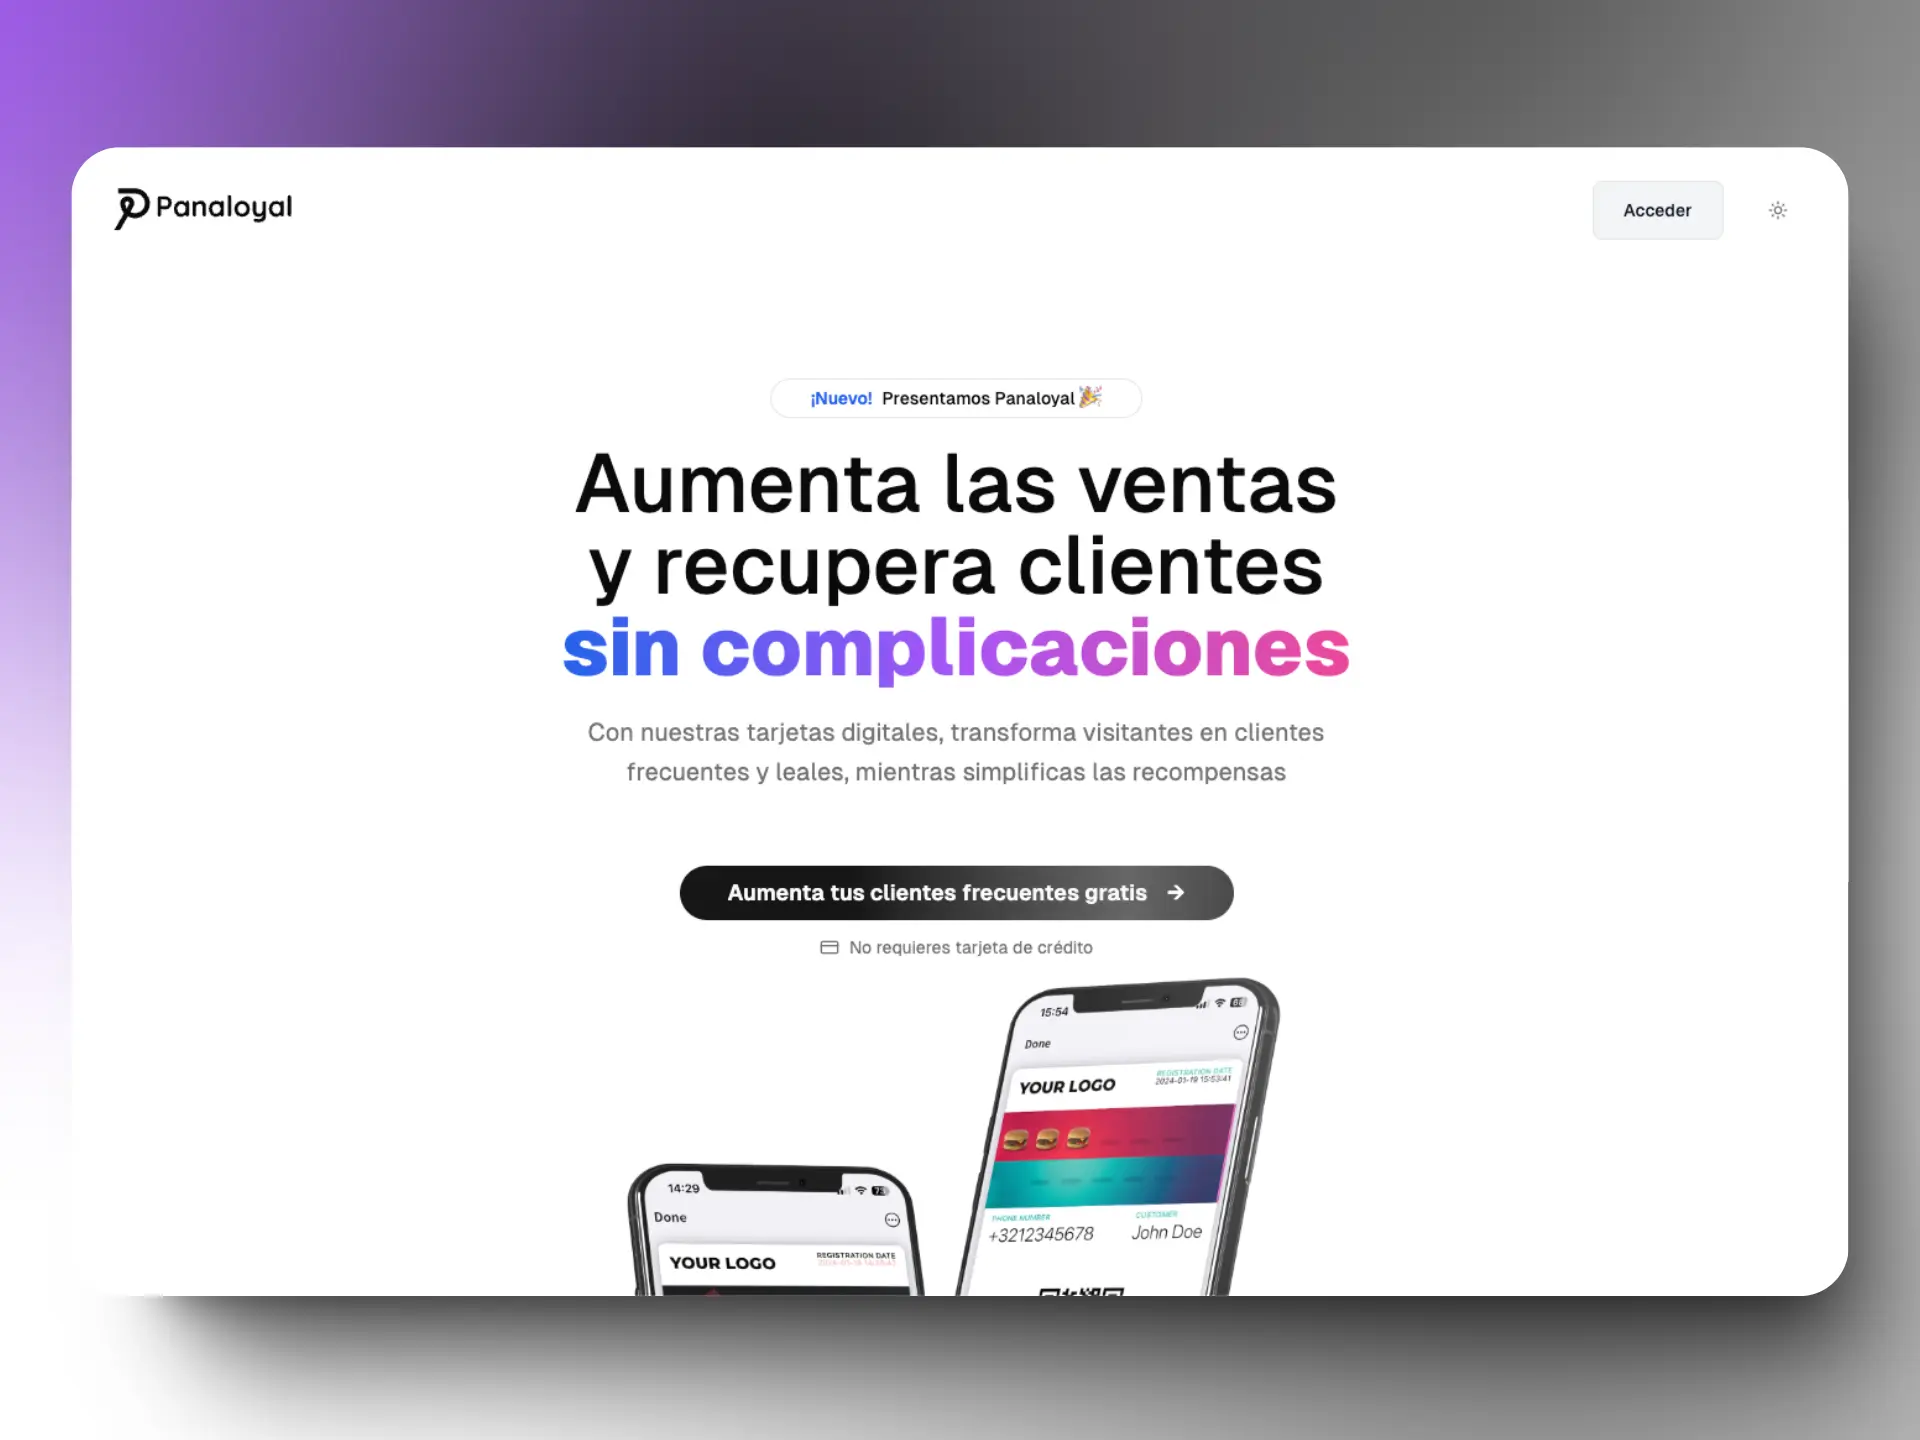 Panaloyal
Acceder
¡Nuevo! Presentamos Panaloyal
Aumenta las ventas
y recupera clientes
sin complicaciones
Con nuestras tarjetas digitales, transforma visitantes en clientes
frecuentes y leales, mientras simplificas las recompensas
Aumenta tus clientes frecuentes gratis
No requieres tarjeta de crédito
15:54
68
Done
YOUR LOGO
REGISTRATION DATE
2024-01-19 15:53:41
PHONE NUMBER
CUSTOMER
+3212345678
John Doe
14:29
73
Done
YOUR LOGO
REGISTRATION DATE